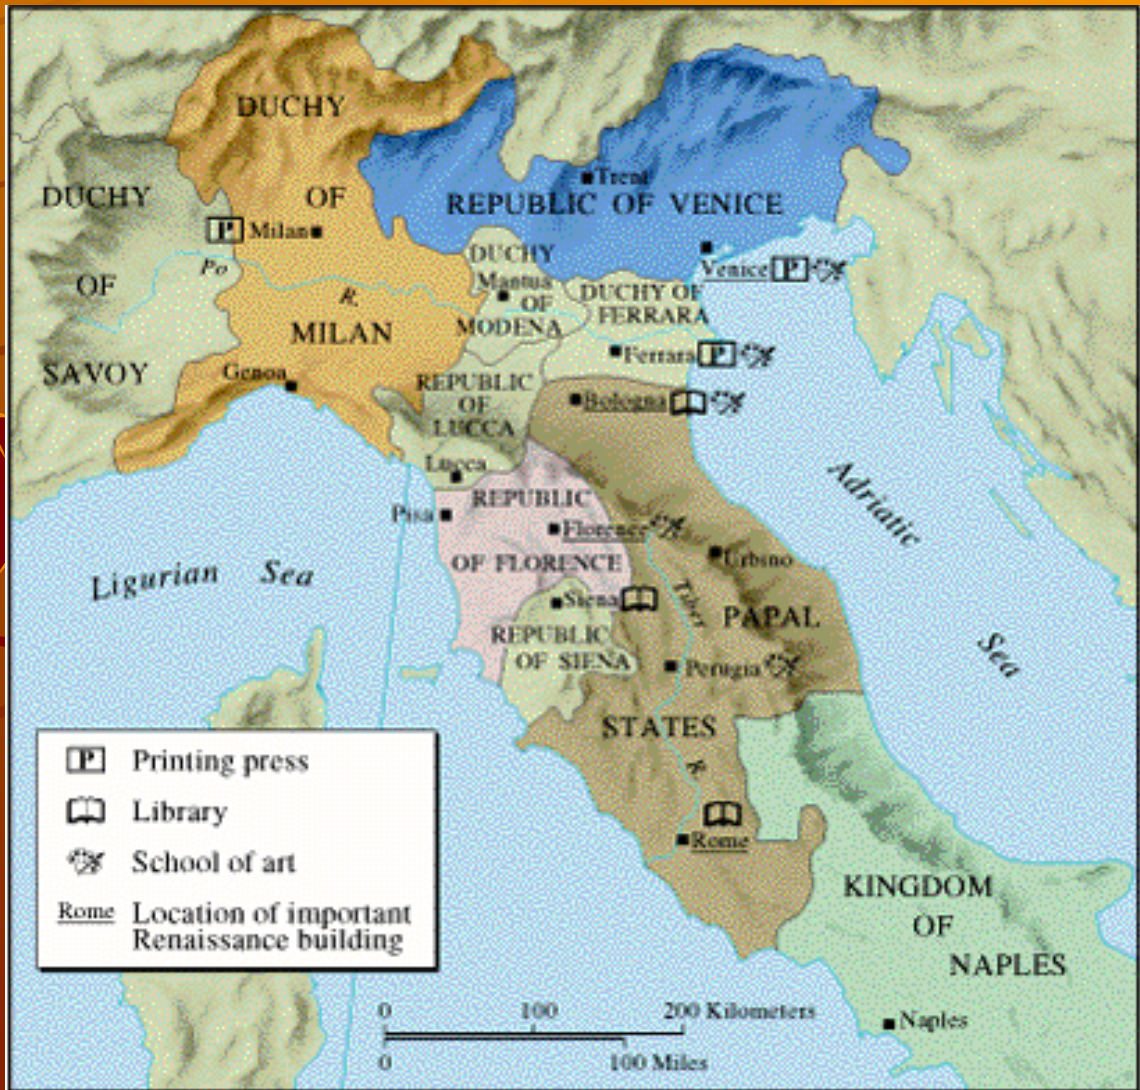 DUCHY
OF
MILAN
DUCHY
OF
SAVOY
P Milan
Po
R.
Genoa
REPUBLIC OF VENICE
Trent
Venice P
DUCHY
Mantua
OF
MODENA
DUCHY OF
FERRARA
Ferrara P
Bologna
REPUBLIC
OF
LUCCA
Lucca
Pisa
REPUBLIC
Florence
OF FLORENCE
Siena
REPUBLIC
OF SIENA
Urbino
Tiber
PAPAL
Perugia
STATES
R.
Rome
Ligurian Sea
Adriatic
Sea
KINGDOM
OF
NAPLES
Naples
P Printing press
Library
School of art
Rome Location of important
Renaissance building
0 100 200 Kilometers
0 100 Miles